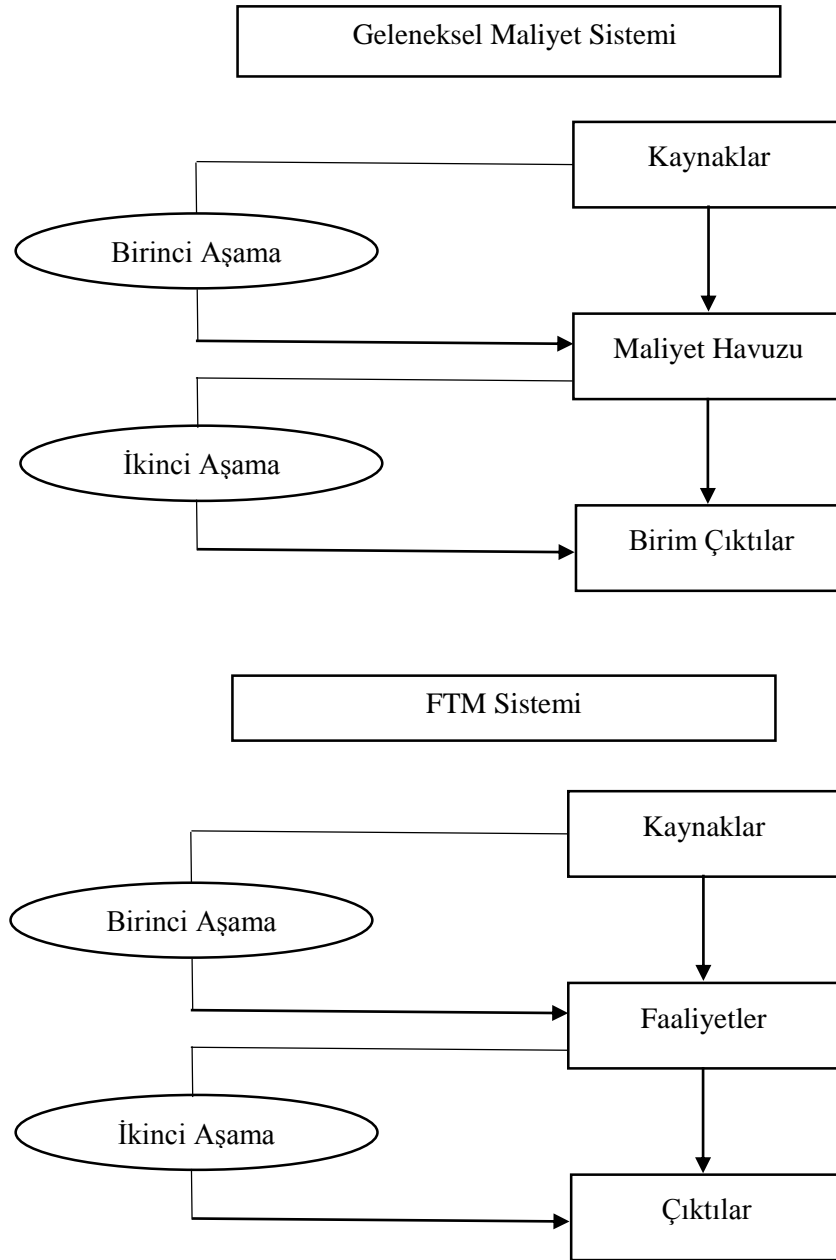 Geleneksel Maliyet Sistemi
Kaynaklar
Birinci Aşama
Maliyet Havuzu
İkinci Aşama
Birim Çıktılar
FTM Sistemi
Kaynaklar
Birinci Aşama
Faaliyetler
İkinci Aşama
Çıktılar